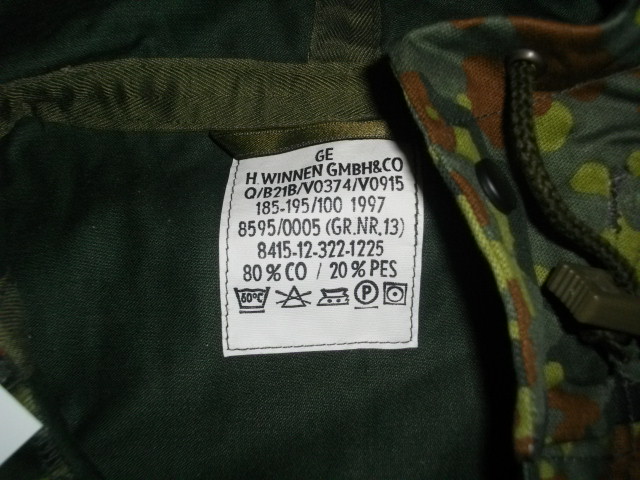 GE
H WINNEN GMBH&CO
Q/B21B/V0374/V0915
185-195/100 1997
8595/0005 (GR.NR.13)
8415-12-322-1225
80 % CO / 20 % PES
60°C P